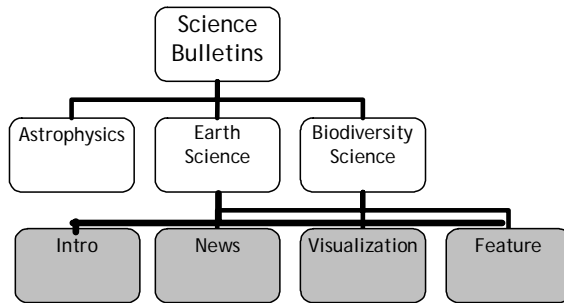 Science
Bulletins
Astrophysics
Earth
Science
Biodiversity
Science
Intro
News
Visualization
Feature